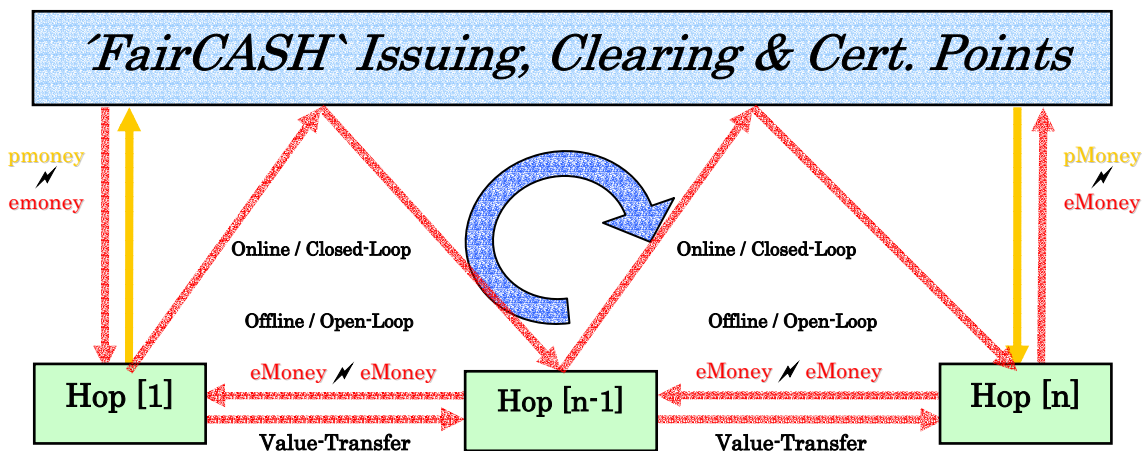 ´FairCASH` Issuing, Clearing & Cert. Points
pmoney
emoney
pMoney
eMoney
Online / Closed-Loop
Online / Closed-Loop
Offline / Open-Loop
Offline / Open-Loop
Hop [1]
eMoney eMoney
Hop [n-1]
eMoney eMoney
Hop [n]
Value-Transfer
Value-Transfer